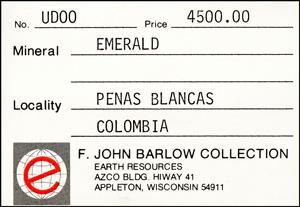 No. UD00 Price 4500.00
Mineral EMERALD
Locality PENAS BLANCAS
COLOMBIA
e F. JOHN BARLOW COLLECTION
EARTH RESOURCES
AZCO BLDG. HIWAY 41
APPLETON, WISCONSIN 54911